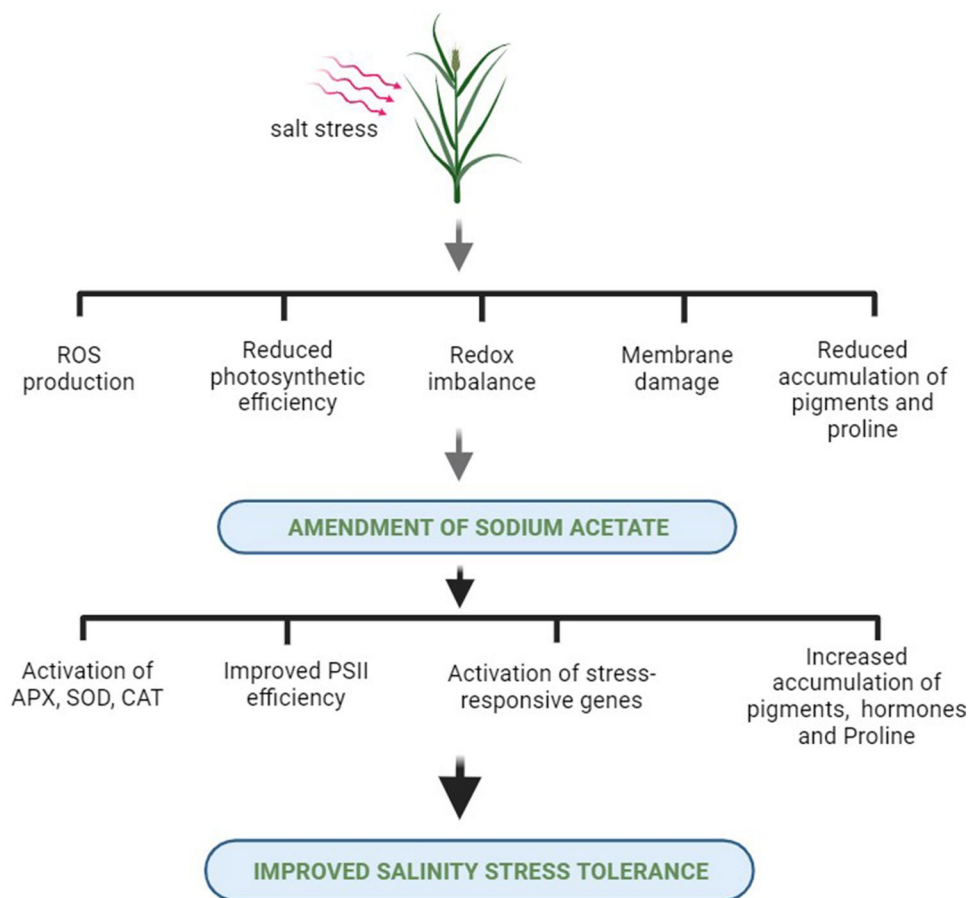 salt stress
ROS
production
Reduced
photosynthetic
efficiency
Redox
imbalance
Membrane
damage
Reduced
accumulation of
pigments and
proline
AMENDMENT OF SODIUM ACETATE
Activation of
APX, SOD, CAT
Improved PSII
efficiency
Activation of stress-
responsive genes
Increased
accumulation of
pigments, hormones
and Proline
IMPROVED SALINITY STRESS TOLERANCE